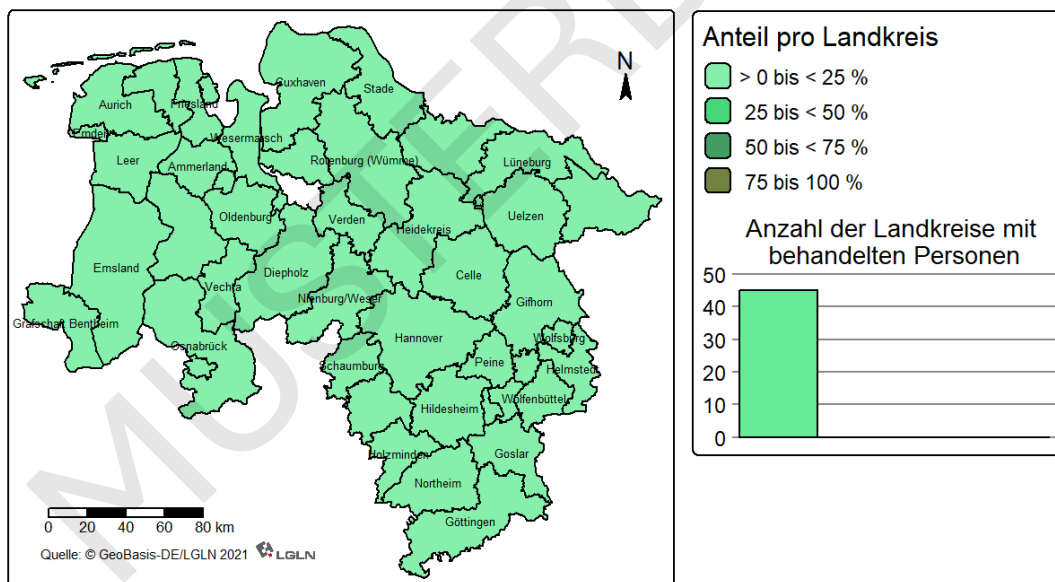 MUSTER
N
Cuxhaven
Stade
Aurich
Friesland
Emden
Wesermarsch
Leer
Ammerland
Rotenburg (Wümme)
Lüneburg
Oldenburg
Verden
Uelzen
Heidekreis
Emsland
Vechta
Diepholz
Celle
Nienburg/Weser
Gifhorn
Grafschaft Bentheim
Osnabrück
Hannover
Wolfsburg
Schaumburg
Peine
Helmstedt
Hildesheim
Wolfenbüttel
Holzminden
Goslar
Northeim
Göttingen
0 20 40 60 80 km
Quelle: © GeoBasis-DE/LGLN 2021 LGLN
Anteil pro Landkreis
> 0 bis < 25 %
25 bis < 50 %
50 bis < 75 %
75 bis 100 %
Anzahl der Landkreise mit
behandelten Personen
50
40
30
20
10
0